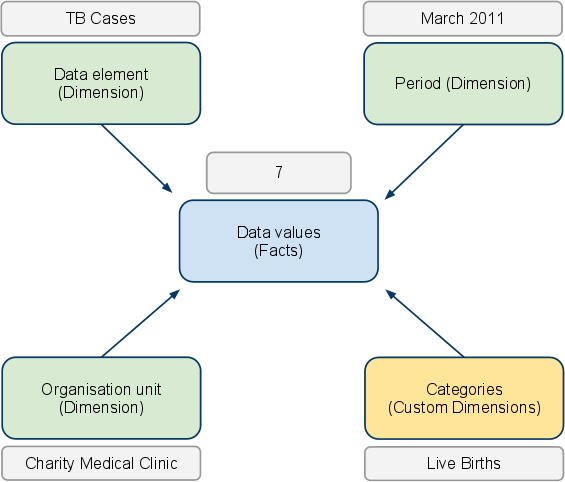 TB Cases
March 2011
Data element
(Dimension)
Period (Dimension)
7
Data values
(Facts)
Organisation unit
(Dimension)
Categories
(Custom Dimensions)
Charity Medical Clinic
Live Births